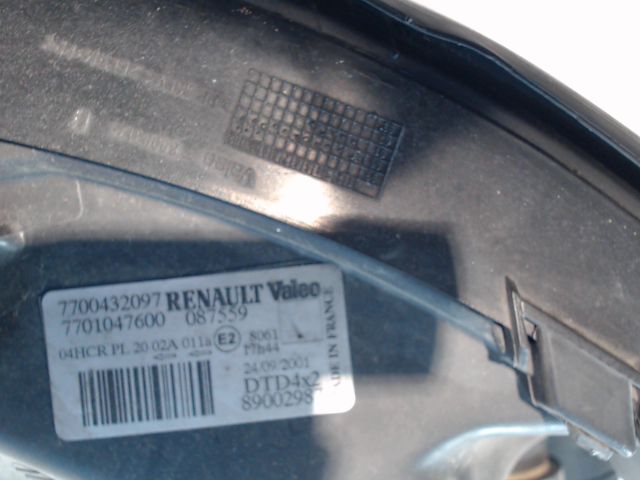 7700432097 RENAULT Valeo
7701047600 087559
04HCR PL 20 02A 011a E2 8061
17h44
24/09/2001
DTD4x2
8900298
MADE IN FRANCE